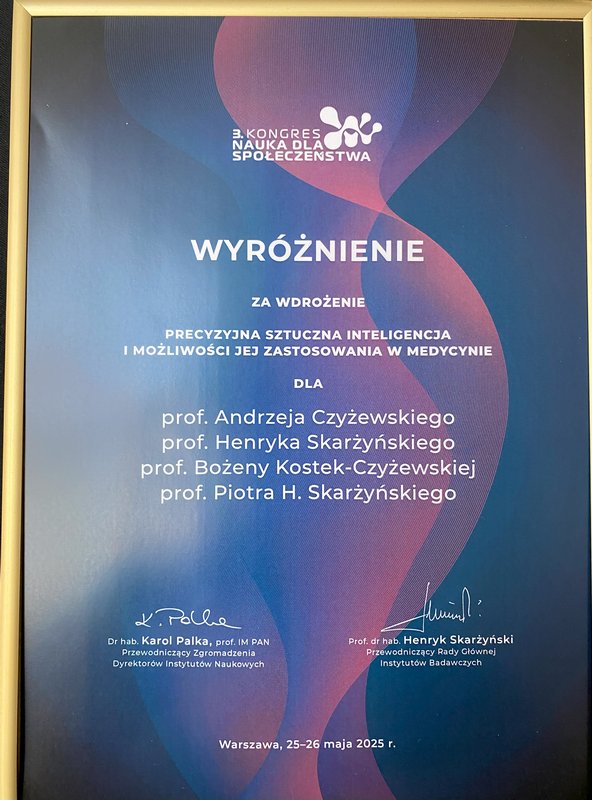 3. KONGRES
NAUKA DLA
SPOŁECZEŃSTWA
WYRÓŻNIENIE
ZA WDROŻENIE
PRECYZYJNA SZTUCZNA INTELIGENCJA
I MOŻLIWOŚCI JEJ ZASTOSOWANIA W MEDYCYNIE
DLA
prof. Andrzeja Czyżewskiego
prof. Henryka Skarżyńskiego
prof. Bożeny Kostek-Czyżewskiej
prof. Piotra H. Skarżyńskiego
K. Palka
Dr hab. Karol Palka, prof. IM PAN
Przewodniczący Zgromadzenia
Dyrektorów Instytutów Naukowych
Prof. dr hab. Henryk Skarżyński
Przewodniczący Rady Głównej
Instytutów Badawczych
Warszawa, 25–26 maja 2025 r.